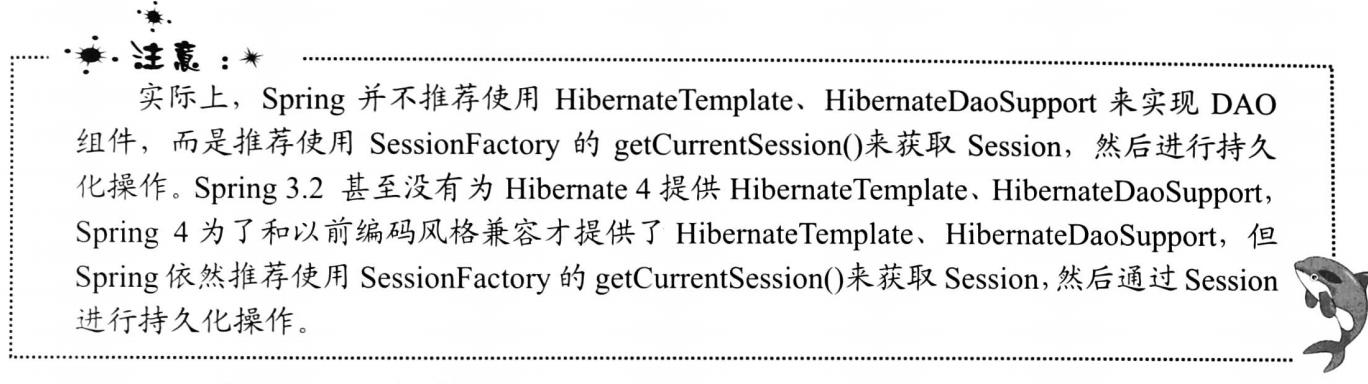 注意：
实际上，Spring 并不推荐使用 HibernateTemplate、HibernateDaoSupport 来实现 DAO
组件，而是推荐使用 SessionFactory 的 getCurrentSession()来获取 Session，然后进行持久
化操作。Spring 3.2 甚至没有为 Hibernate 4 提供 HibernateTemplate、HibernateDaoSupport，
Spring 4 为了和以前编码风格兼容才提供了 HibernateTemplate、HibernateDaoSupport，但
Spring 依然推荐使用 SessionFactory 的 getCurrentSession()来获取 Session，然后通过 Session
进行持久化操作。